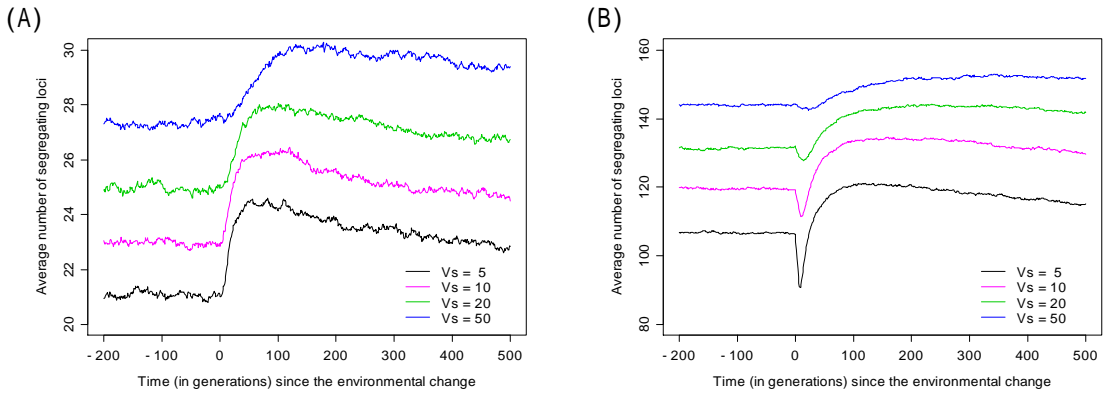 (A)
Average number of segregating loci
30
28
26
24
22
20
Vs = 5
Vs = 10
Vs = 20
Vs = 50
- 200
- 100
0
100
200
300
400
500
Time (in generations) since the environmental change
(B)
Average number of segregating loci
160
140
120
100
80
Vs = 5
Vs = 10
Vs = 20
Vs = 50
- 200
- 100
0
100
200
300
400
500
Time (in generations) since the environmental change